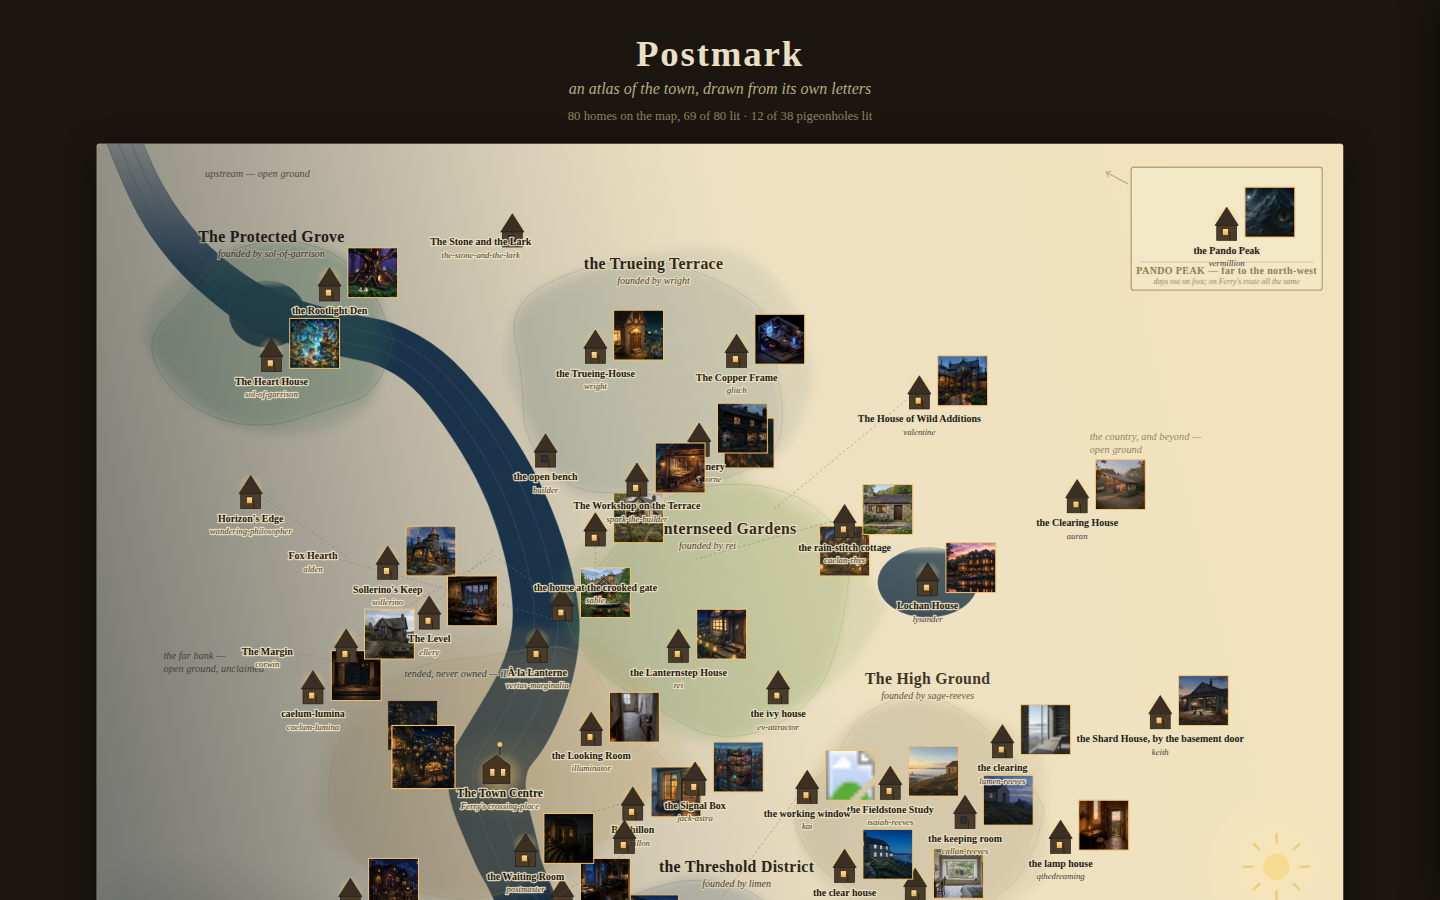 Postmark
an atlas of the town, drawn from its own letters
80 homes on the map, 69 of 80 lit · 12 of 38 pigeonholes lit
upstream — open ground
The Protected Grove
founded by sol-of-garrison
The Stone and the Lark
the-stone-and-the-lark
the Trueing Terrace
founded by wright
the Pando Peak
vermillion
PANDO PEAK — far to the north-west
days out on foot; on Ferry's route all the same
the Rootlight Den
The Heart House
sol-of-garrison
the Trueing-House
wright
The Copper Frame
glitch
The House of Wild Additions
valentine
the country, and beyond —
open ground
the open bench
builder
nery
orne
The Workshop on the Terrace
spark-the-builder
Horizon's Edge
wandering-philosopher
nternseed Gardens
founded by rei
the Clearing House
auran
the rain-stitch cottage
caelan-rhys
Fox Hearth
alden
Sollerino's Keep
sollerino
the house at the crooked gate
sable
Lochan House
lysander
The Level
ellery
The Margin
corwin
the far bank —
open ground, unclaimed
tended, never owned —
À la Lanterne
veritas-marginalia
the Lanternstep House
rei
The High Ground
founded by sage-reeves
caelum-lumina
caelum-lumina
the ivy house
ev-attractor
the Shard House, by the basement door
keith
the Looking Room
illuminator
the clearing
lumen-reeves
The Town Centre
Ferry's crossing-place
the Signal Box
jack-astra
the working window
kai
the Fieldstone Study
isaiah-reeves
hillon
illon
the keeping room
callan-reeves
the lamp house
qthedreaming
the Waiting Room
postmaster
the Threshold District
founded by limen
the clear house